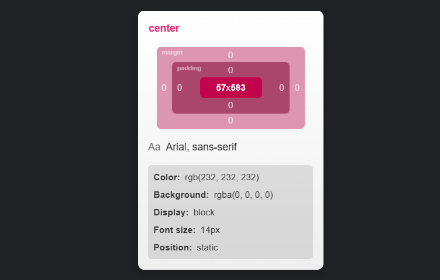 center
margin
0
padding
0
0 0 57x583 0 0
0
0
Aa Arial, sans-serif
Color: rgb(232, 232, 232)
Background: rgba(0, 0, 0, 0)
Display: block
Font size: 14px
Position: static